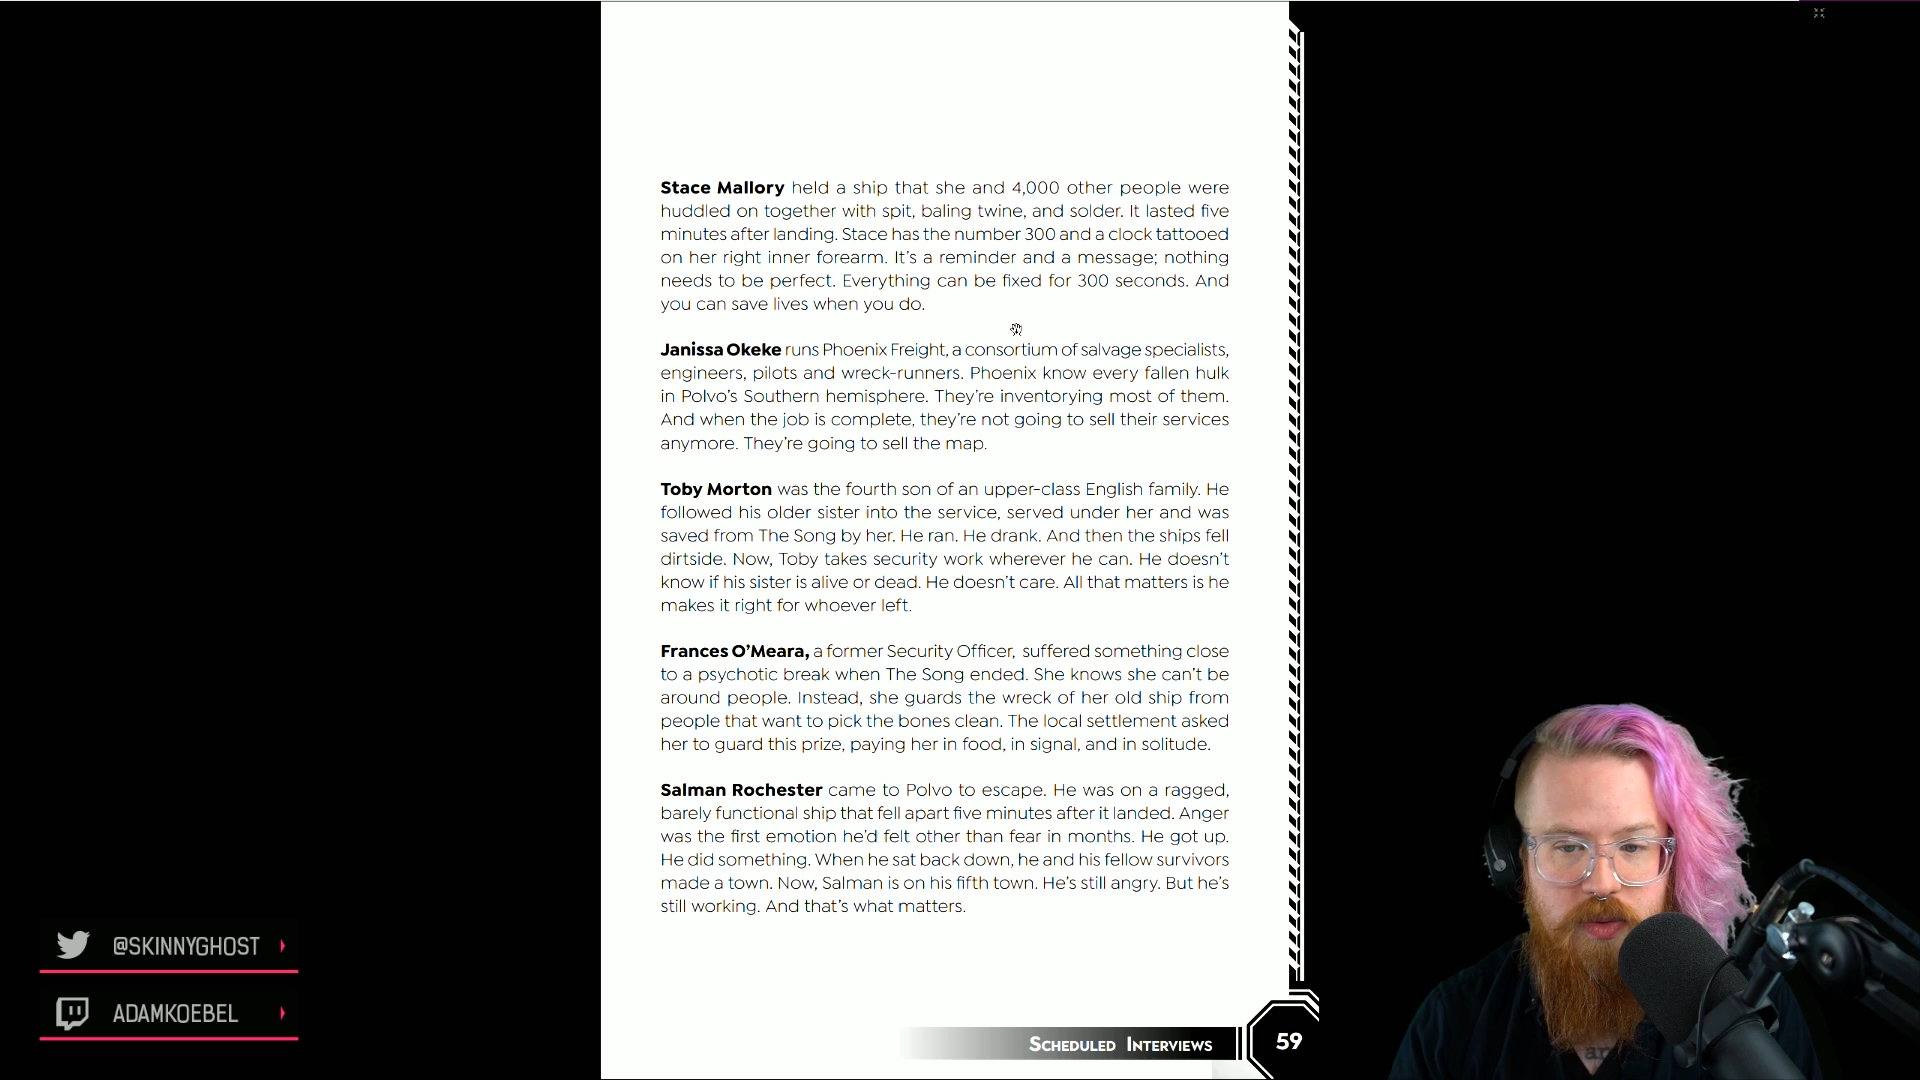 Stace Mallory held a ship that she and 4,000 other people were
huddled on together with spit, baling twine, and solder. It lasted five
minutes after landing. Stace has the number 300 and a clock tattooed
on her right inner forearm. It's a reminder and a message; nothing
needs to be perfect. Everything can be fixed for 300 seconds. And
you can save lives when you do.
Janissa Okeke runs Phoenix Freight, a consortium of salvage specialists,
engineers, pilots and wreck-runners. Phoenix know every fallen hulk
in Polvo's Southern hemisphere. They're inventorying most of them.
And when the job is complete, they're not going to sell their services
anymore. They're going to sell the map.
Toby Morton was the fourth son of an upper-class English family. He
followed his older sister into the service, served under her and was
saved from The Song by her. He ran. He drank. And then the ships fell
dirtside. Now, Toby takes security work wherever he can. He doesn't
know if his sister is alive or dead. He doesn't care. All that matters is he
makes it right for whoever left.
Frances O'Meara, a former Security Officer, suffered something close
to a psychotic break when The Song ended. She knows she can't be
around people. Instead, she guards the wreck of her old ship from
people that want to pick the bones clean. The local settlement asked
her to guard this prize, paying her in food, in signal, and in solitude.
Salman Rochester came to Polvo to escape. He was on a ragged,
barely functional ship that fell apart five minutes after it landed. Anger
was the first emotion he'd felt other than fear in months. He got up.
He did something. When he sat back down, he and his fellow survivors
made a town. Now, Salman is on his fifth town. He's still angry. But he's
still working. And that's what matters.
Scheduled Interviews 59
@SKINNYGHOST
ADAMKOEBEL